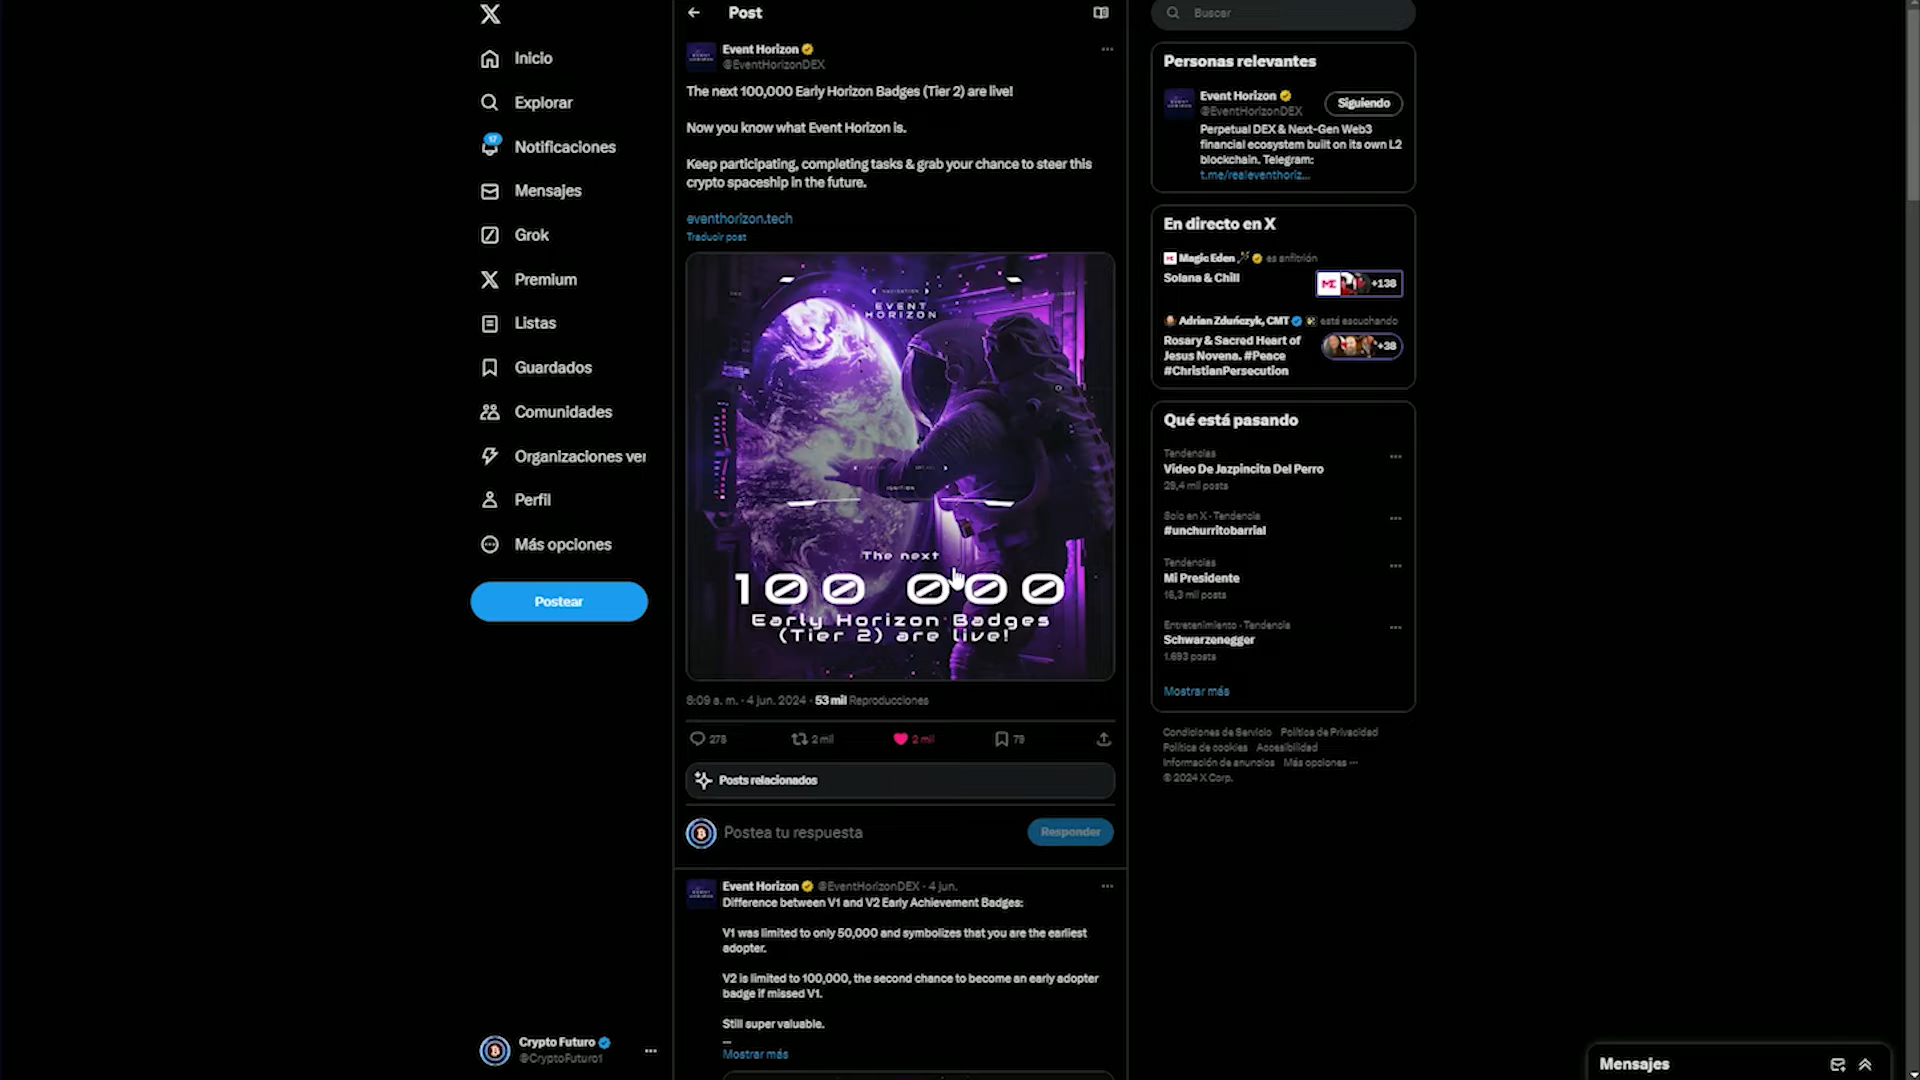 Inicio
Explorar
17
Notificaciones
Mensajes
Grok
Premium
Listas
Guardados
Comunidades
Organizaciones ver
Perfil
Más opciones
Postear
Crypto Futuro
@CryptoFuturo1
Post
Event Horizon
@EventHorizonDEX
The next 100,000 Early Horizon Badges (Tier 2) are live!
Now you know what Event Horizon is.
Keep participating, completing tasks & grab your chance to steer this
crypto spaceship in the future.
eventhorizon.tech
Traducir post
NAVIGATION
EVENT
HORIZON
IGNITION
The next
100 000
Early Horizon Badges
(Tier 2) are live!
8:09 a. m. · 4 jun. 2024 · 53 mil Reproducciones
275
2 mil
2 mil
79
Posts relacionados
Postea tu respuesta
Responder
Event Horizon @EventHorizonDEX · 4 jun.
Difference between V1 and V2 Early Achievement Badges:
V1 was limited to only 50,000 and symbolizes that you are the earliest
adopter.
V2 is limited to 100,000, the second chance to become an early adopter
badge if missed V1.
Still super valuable.
...
Mostrar más
Buscar
Personas relevantes
Event Horizon
@EventHorizonDEX
Siguiendo
Perpetual DEX & Next-Gen Web3
financial ecosystem built on its own L2
blockchain. Telegram:
t.me/realeventhoriz...
En directo en X
Magic Eden es anfitrión
Solana & Chill
+138
Adrian Zduńczyk, CMT está escuchando
Rosary & Sacred Heart of
Jesus Novena. #Peace
#ChristianPersecution
+38
Qué está pasando
Tendencias
Video De Jazpincita Del Perro
29,4 mil posts
Solo en X · Tendencia
#unchurritobarrial
Tendencias
Mi Presidente
16,3 mil posts
Entretenimiento · Tendencia
Schwarzenegger
1.693 posts
Mostrar más
Condiciones de Servicio Política de Privacidad
Política de cookies Accesibilidad
Información de anuncios Más opciones ...
© 2024 X Corp.
Mensajes